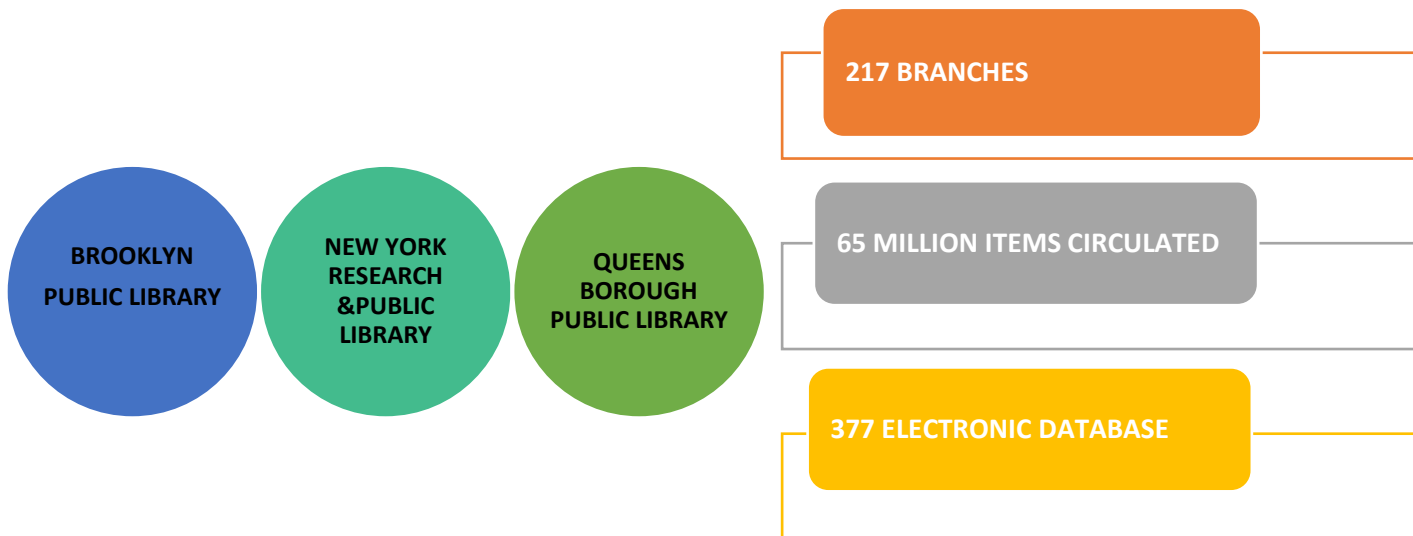 BROOKLYN
PUBLIC LIBRARY
NEW YORK
RESEARCH
&PUBLIC
LIBRARY
QUEENS
BOROUGH
PUBLIC LIBRARY
217 BRANCHES
65 MILLION ITEMS CIRCULATED
377 ELECTRONIC DATABASE